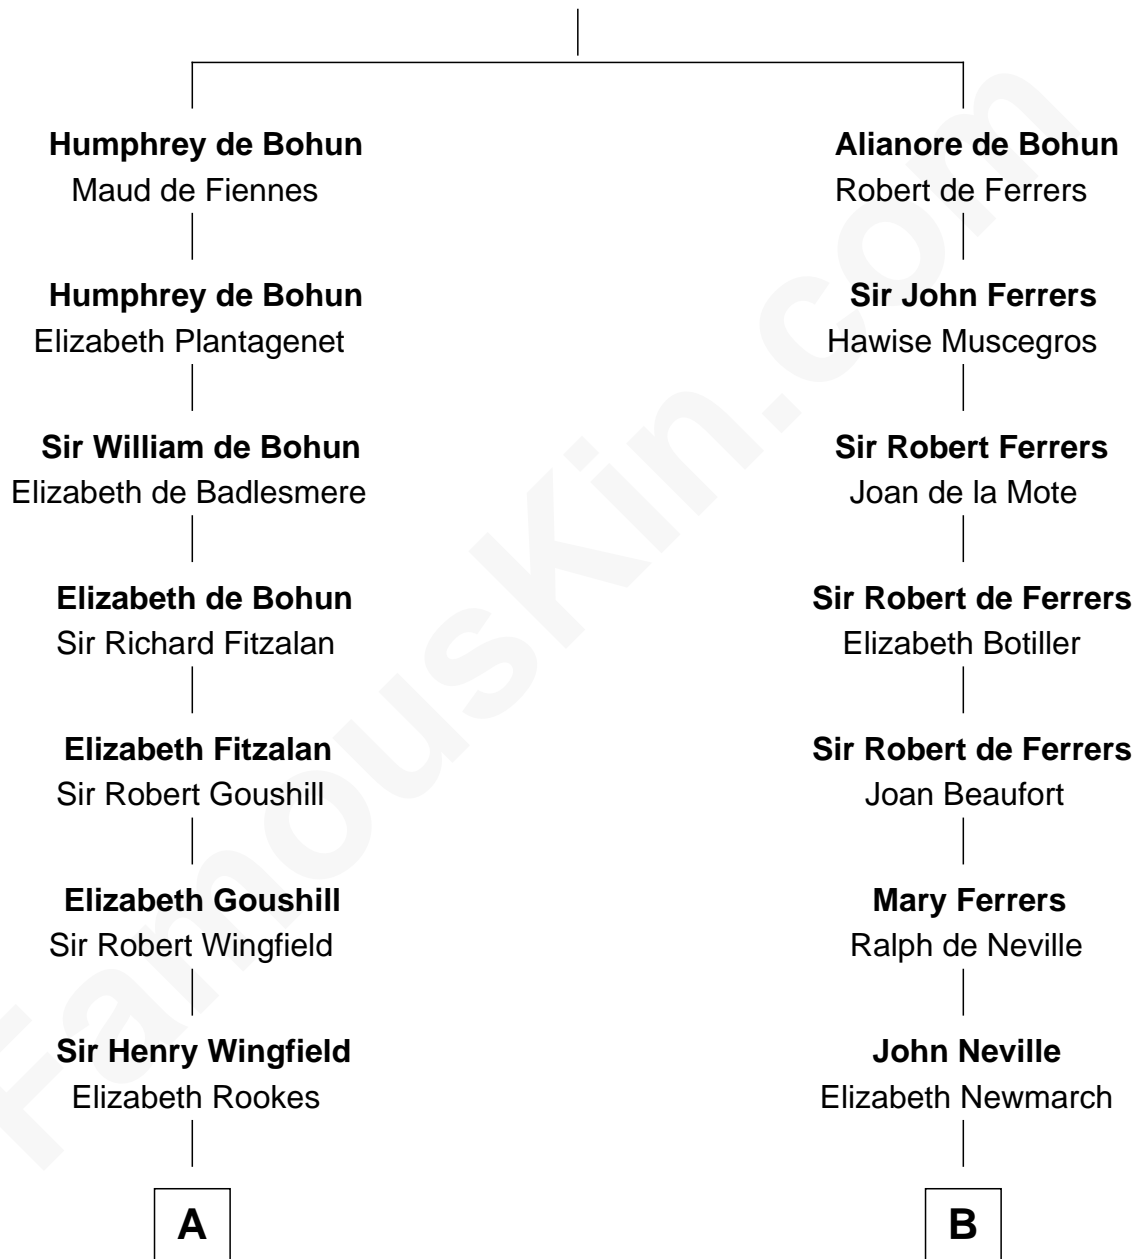 Humphrey de Bohun
Maud de Fiennes
Humphrey de Bohun
Elizabeth Plantagenet
Sir William de Bohun
Elizabeth de Badlesmere
Elizabeth de Bohun
Sir Richard Fitzalan
Elizabeth Fitzalan
Sir Robert Goushill
Elizabeth Goushill
Sir Robert Wingfield
Sir Henry Wingfield
Elizabeth Rookes
A
Alianore de Bohun
Robert de Ferrers
Sir John Ferrers
Hawise Muscegros
Sir Robert Ferrers
Joan de la Mote
Sir Robert de Ferrers
Elizabeth Botiller
Sir Robert de Ferrers
Joan Beaufort
Mary Ferrers
Ralph de Neville
John Neville
Elizabeth Newmarch
B
FamousKin.com